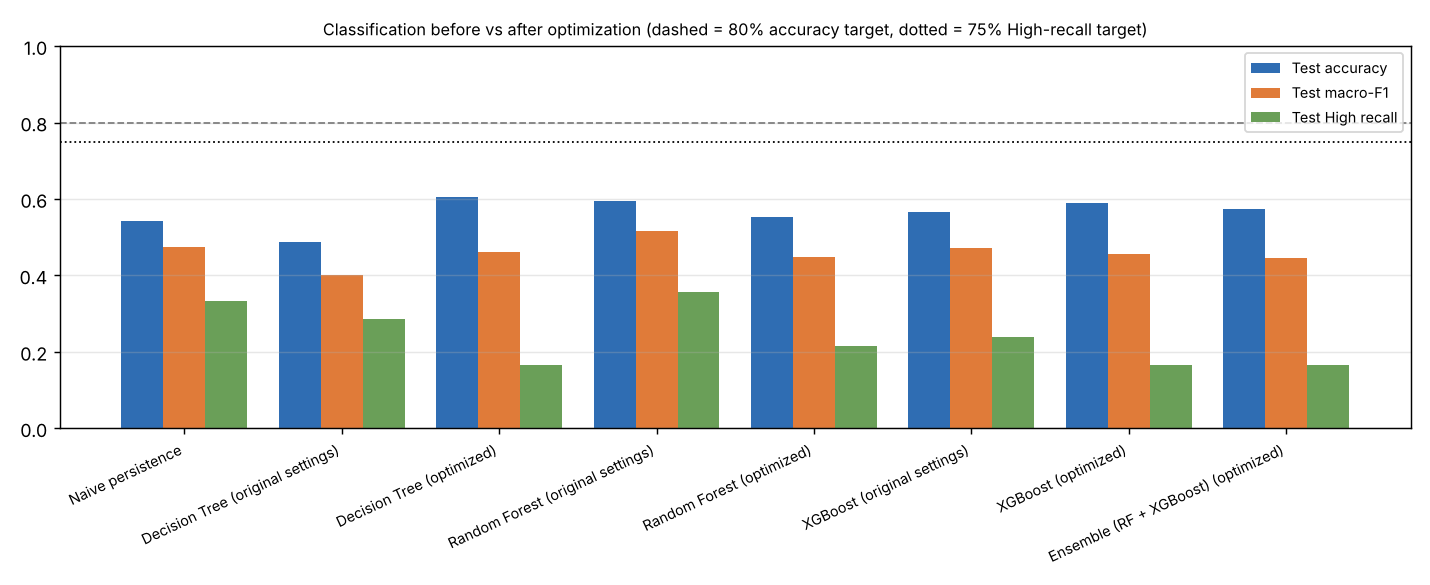 Classification before vs after optimization (dashed = 80% accuracy target, dotted = 75% High-recall target)
1.0
0.8
0.6
0.4
0.2
0.0
Test accuracy
Test macro-F1
Test High recall
Naive persistence
Decision Tree (original settings)
Decision Tree (optimized)
Random Forest (original settings)
Random Forest (optimized)
XGBoost (original settings)
XGBoost (optimized)
Ensemble (RF + XGBoost) (optimized)